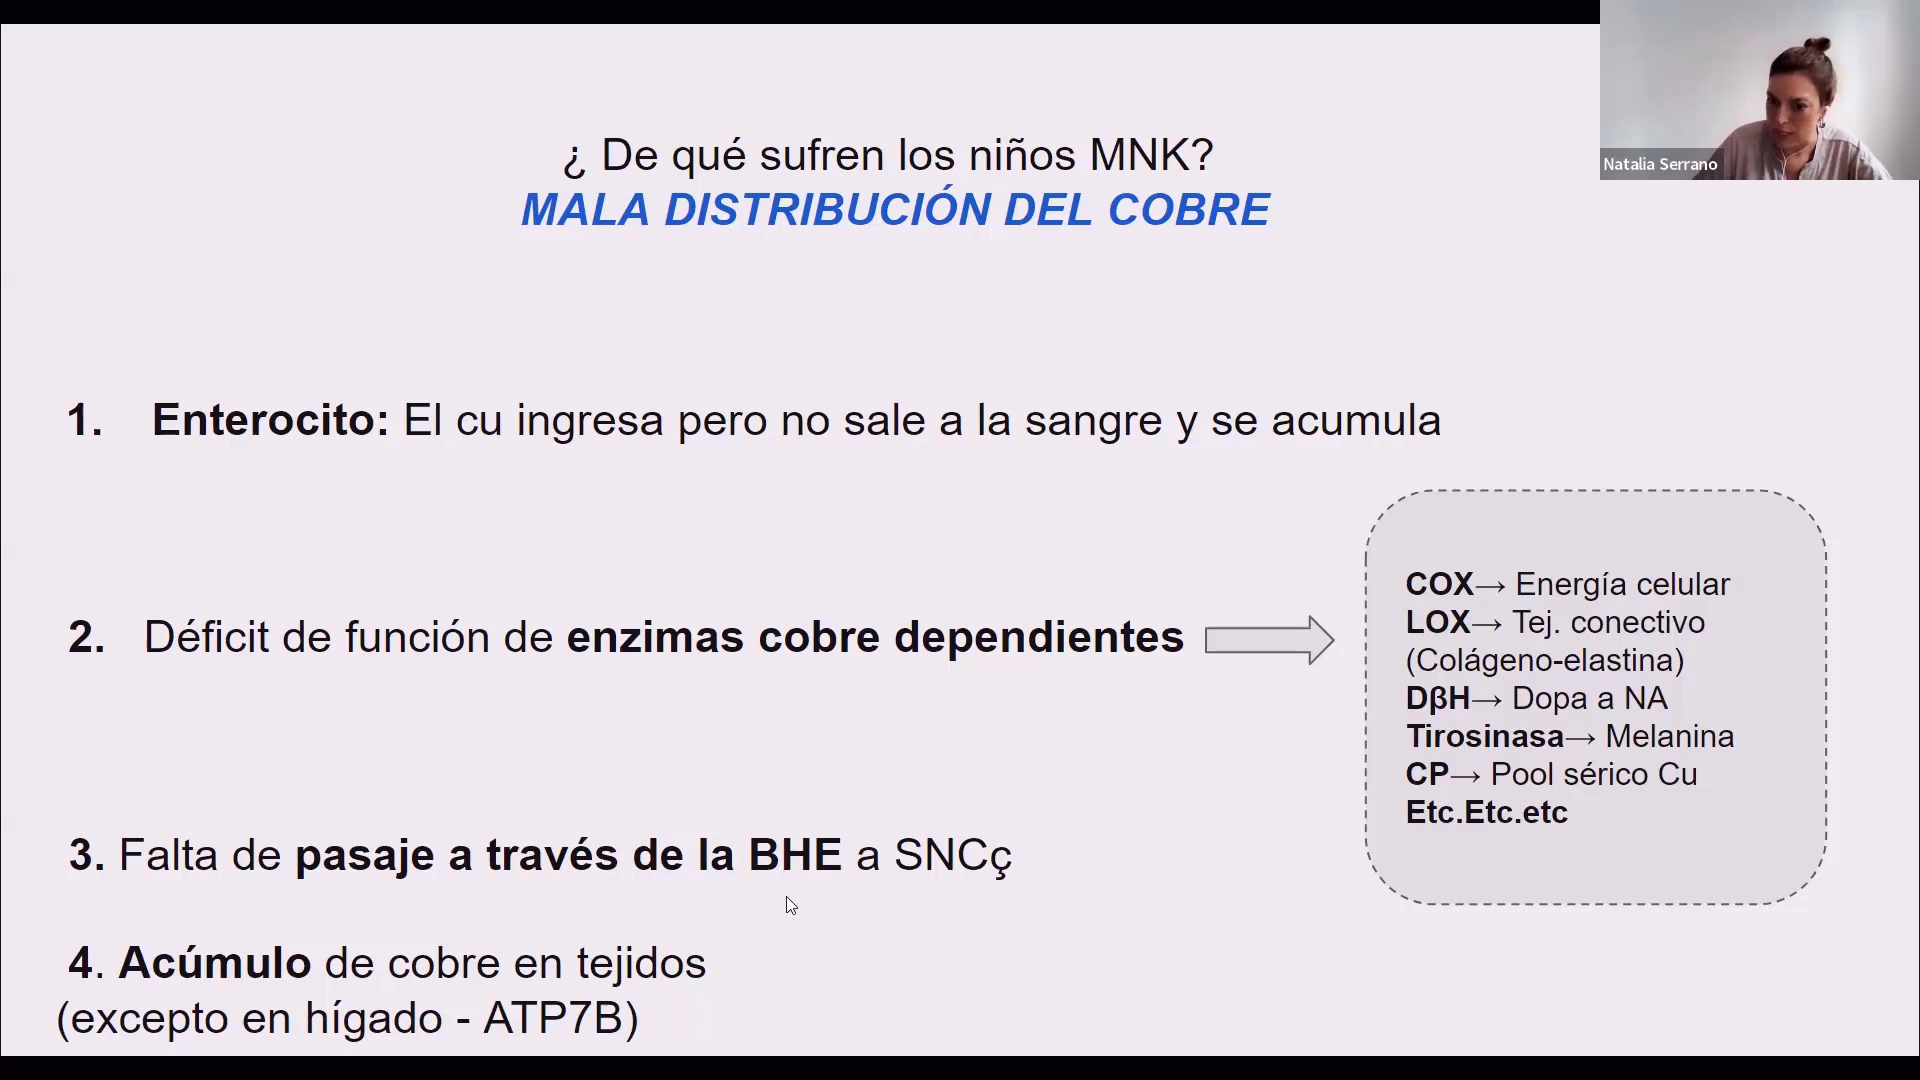 ¿ De qué sufren los niños MNK?
MALA DISTRIBUCIÓN DEL COBRE
Natalia Serrano
1. Enterocito: El cu ingresa pero no sale a la sangre y se acumula
2. Déficit de función de enzimas cobre dependientes
COX→ Energía celular
LOX→ Tej. conectivo
(Colágeno-elastina)
DβH→ Dopa a NA
Tirosinasa→ Melanina
CP→ Pool sérico Cu
Etc.Etc.etc
3. Falta de pasaje a través de la BHE a SNCç
4. Acúmulo de cobre en tejidos
(excepto en hígado - ATP7B)